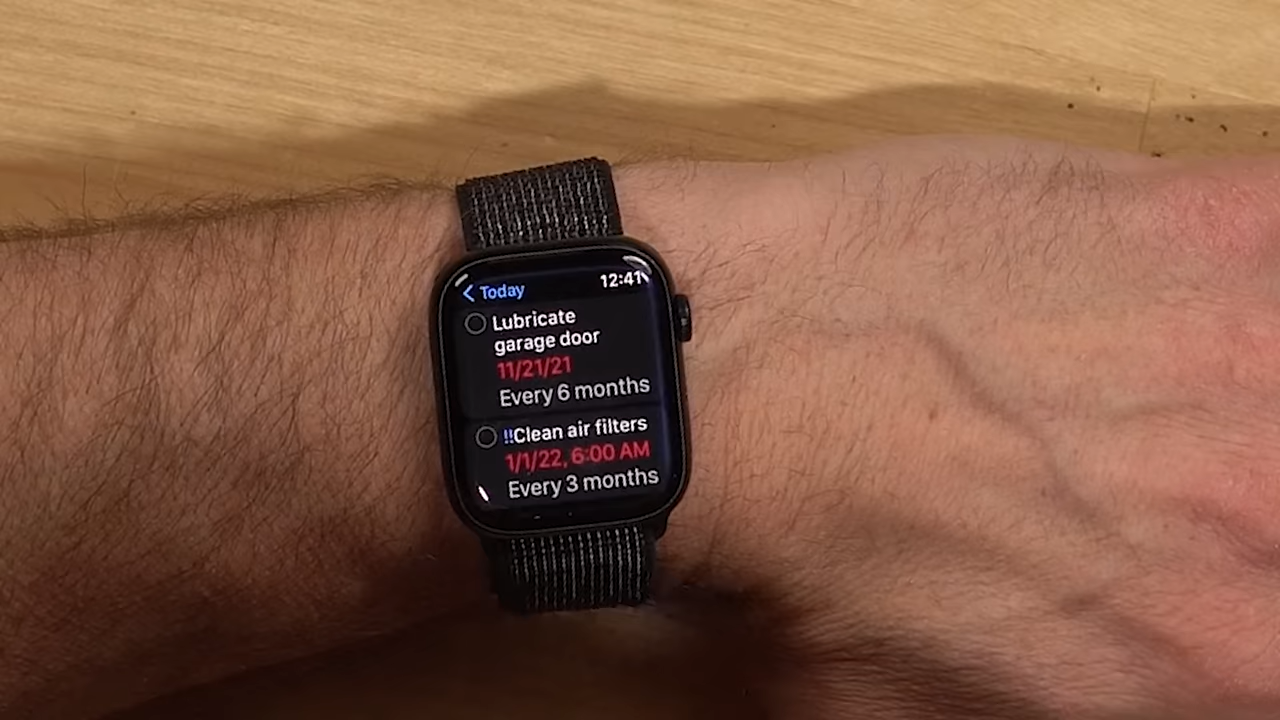 Today
12:41
Lubricate
garage door
11/21/21
Every 6 months
!!Clean air filters
1/1/22, 6:00 AM
Every 3 months